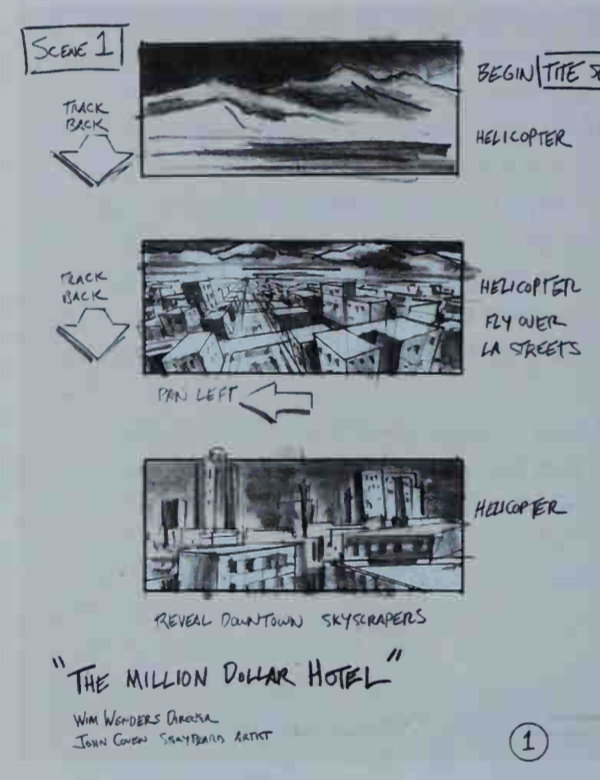 SCENE 1
BEGIN TITE
TRACK
BACK
HELICOPTER
TRACK
BACK
HELICOPTER
FLY OVER
LA STREETS
PAN LEFT
HELICOPTER
REVEAL DOWNTOWN SKYSCRAPERS
"THE MILLION DOLLAR HOTEL"
WIM WENDERS DIRECTOR
JOHN COVEN STORYBOARD ARTIST
1